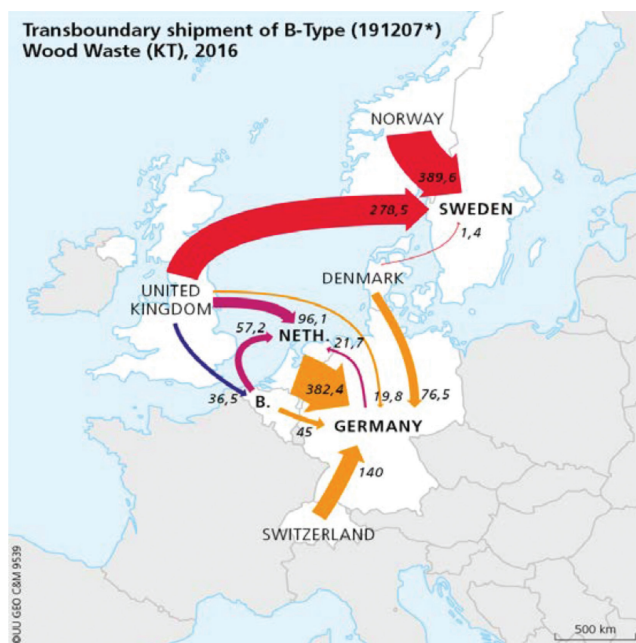 Transboundary shipment of B-Type (191207*)
Wood Waste (KT), 2016
NORWAY
389,6
278,5
SWEDEN
1,4
DENMARK
UNITED
KINGDOM
96,1
57,2
NETH.
21,7
36,5
B.
382,4
19,8
76,5
45
GERMANY
140
SWITZERLAND
©UU GEO C&M 9539
500 km